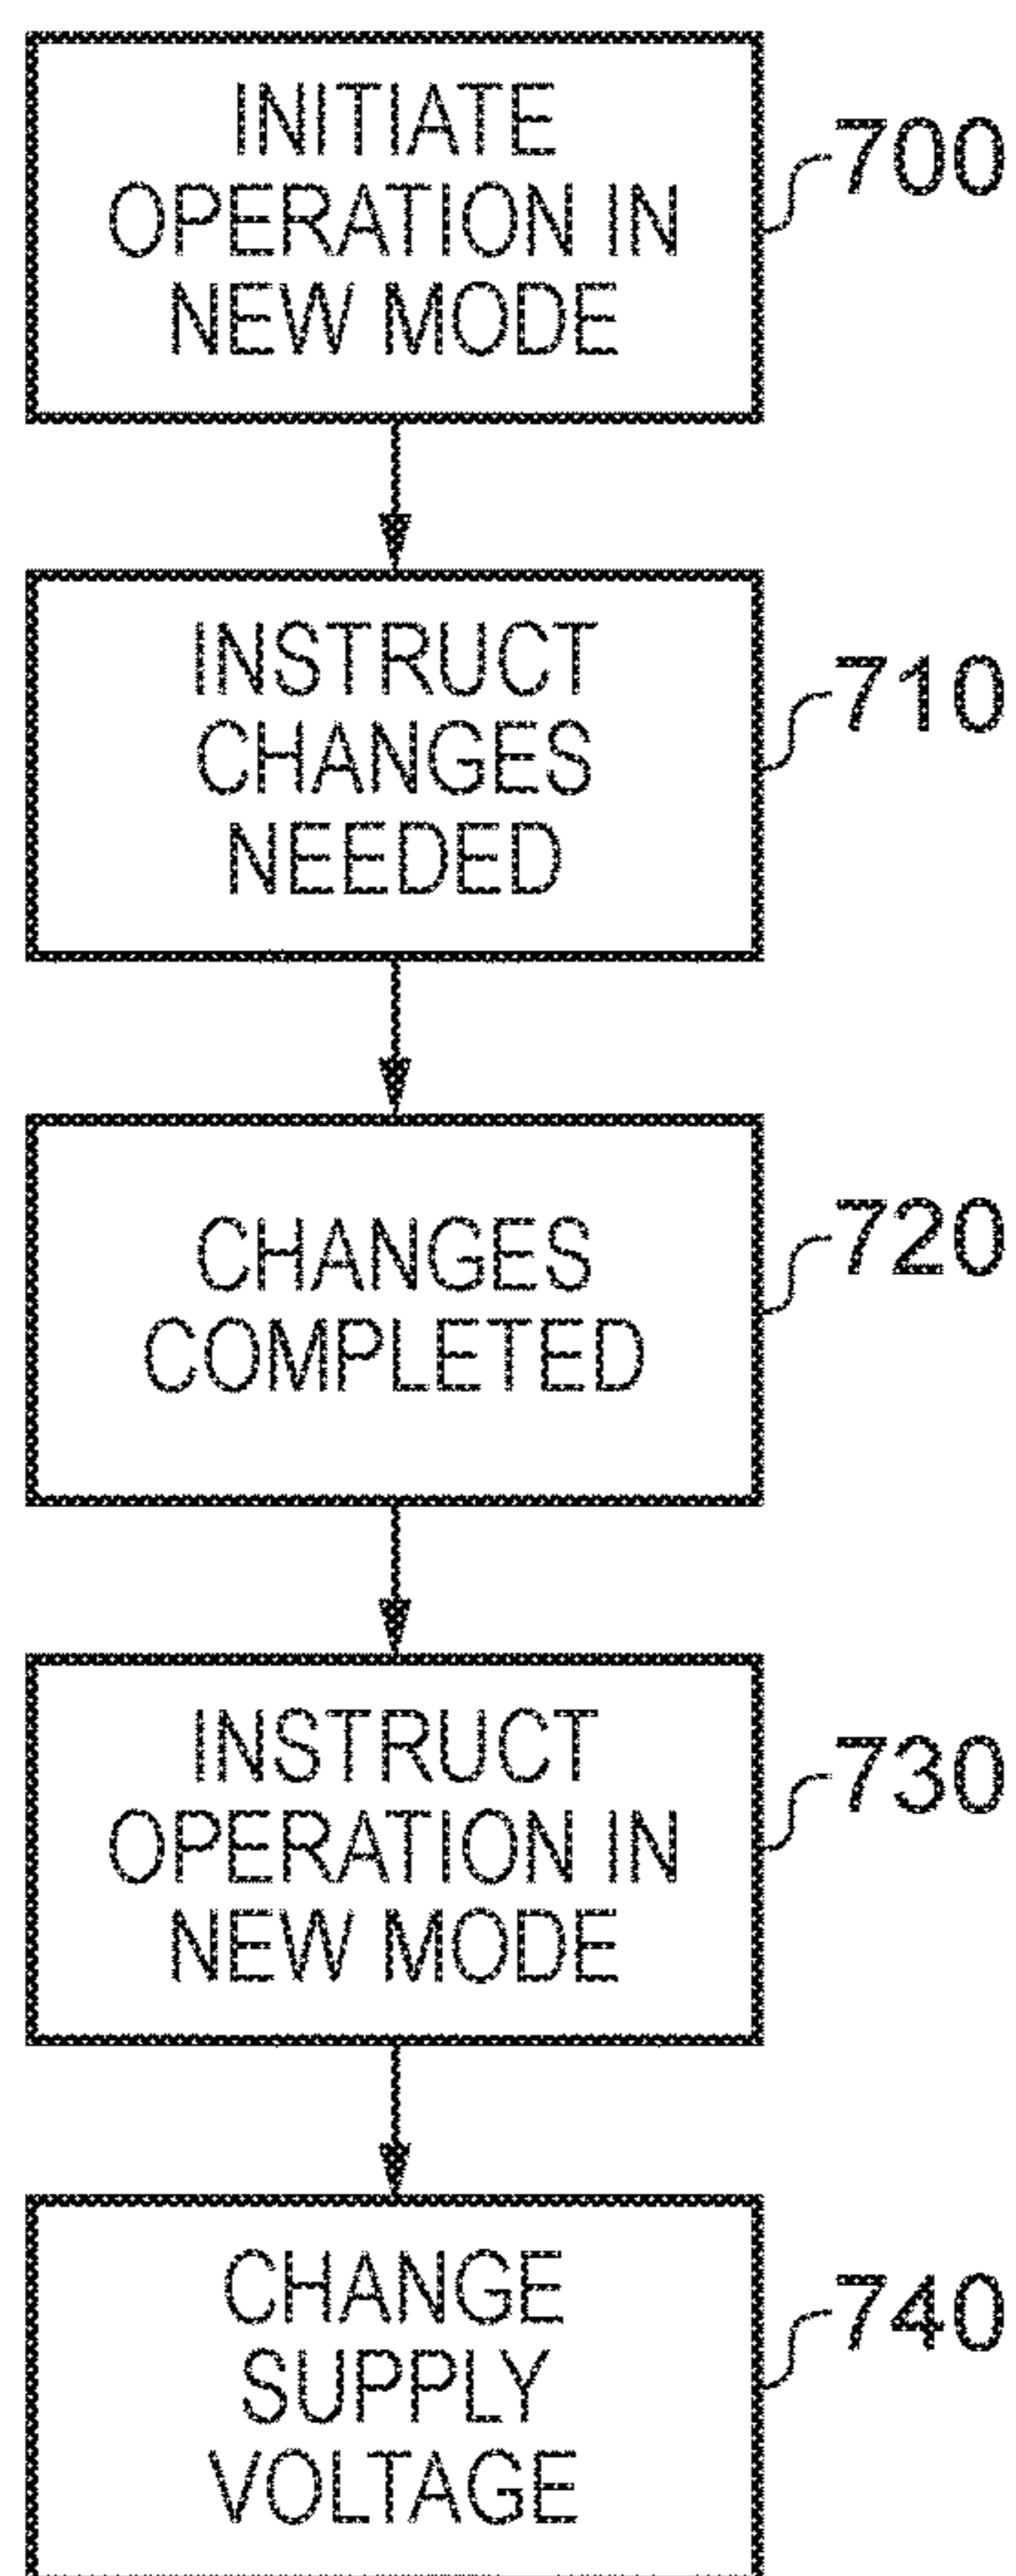 INITIATE
OPERATION IN
NEW MODE
700
INSTRUCT
CHANGES
NEEDED
710
CHANGES
COMPLETED
720
INSTRUCT
OPERATION IN
NEW MODE
730
CHANGE
SUPPLY
VOLTAGE
740